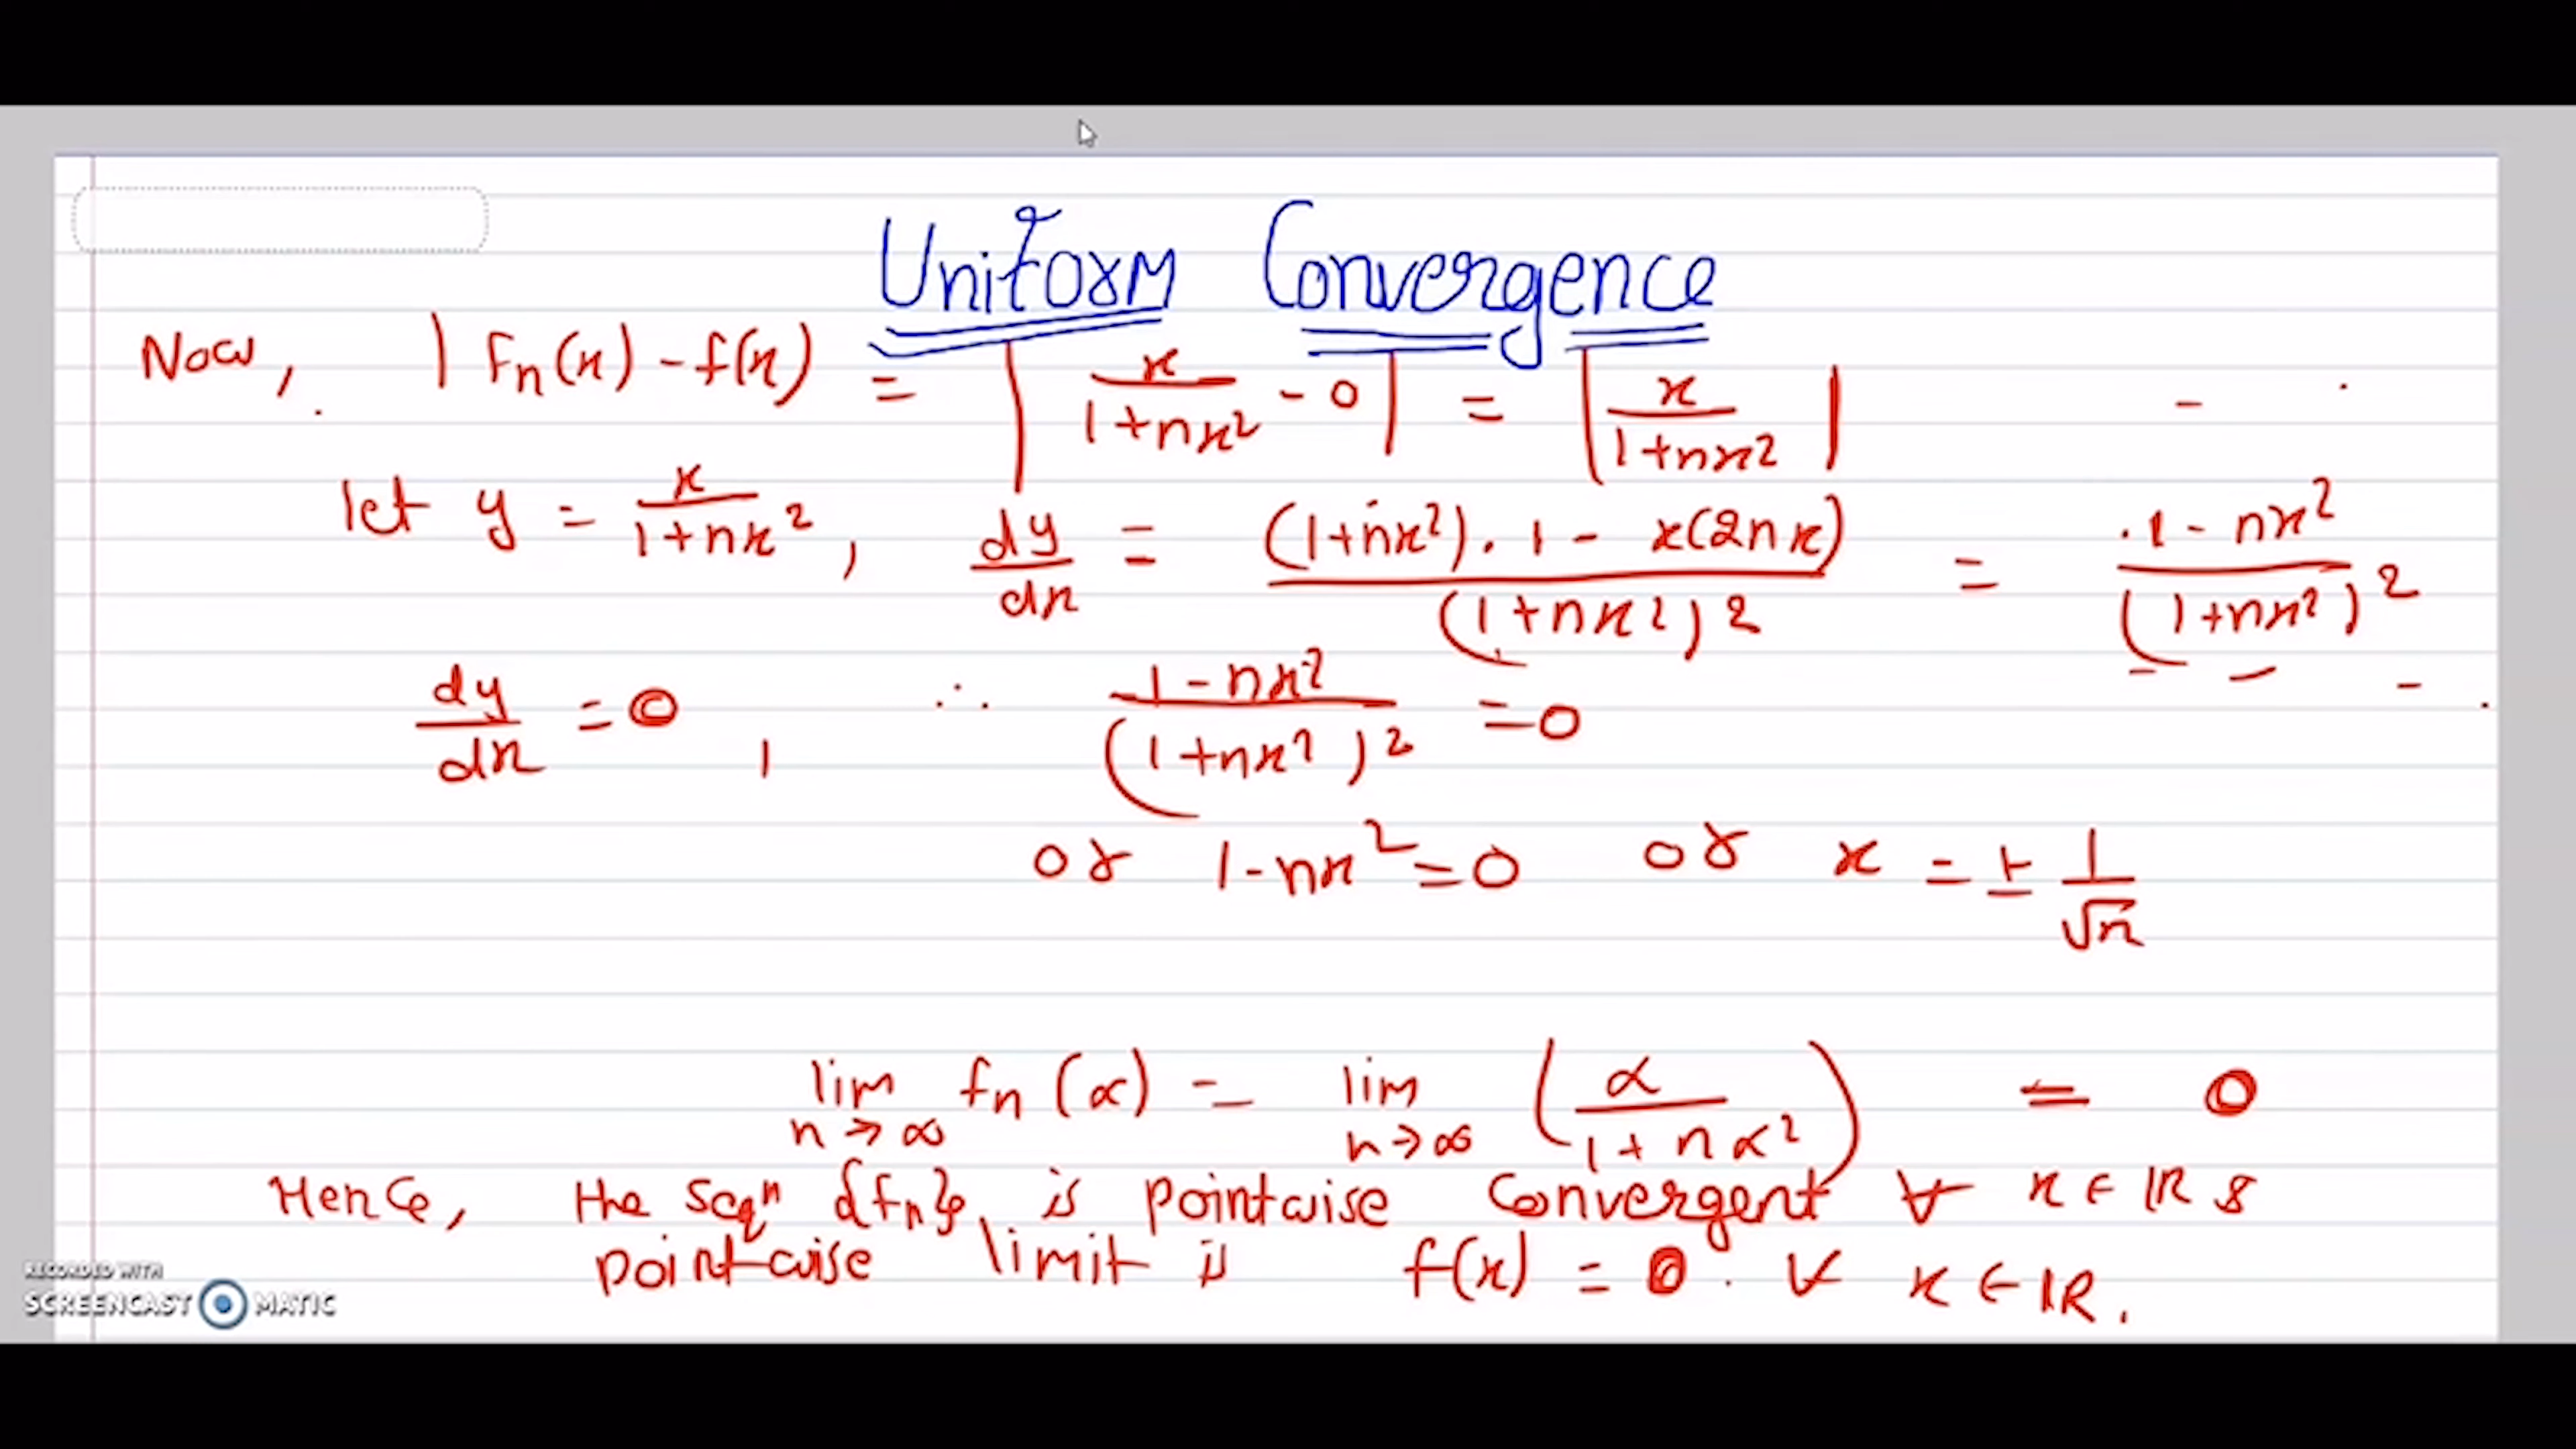 Uniform Convergence
Now, | fn(x) - f(x) = | x/(1+nx²) - 0 | = | x/(1+nx²) |
let y = x/(1+nx²), dy/dx = ((1+nx²).1 - x(2nx))/(1+nx²)² = (1-nx²)/(1+nx²)²
dy/dx = 0, ∴ (1-nx²)/(1+nx²)² = 0
or 1-nx² = 0 or x = ± 1/√n
lim n→∞ fn(α) = lim n→∞ (α/(1+nα²)) = 0
Hence, the seqⁿ {fn} is pointwise convergent ∀ x ∈ IR &
pointwise limit is f(x) = 0. ∀ x ∈ IR.
RECORDED WITH
SCREENCAST MATIC